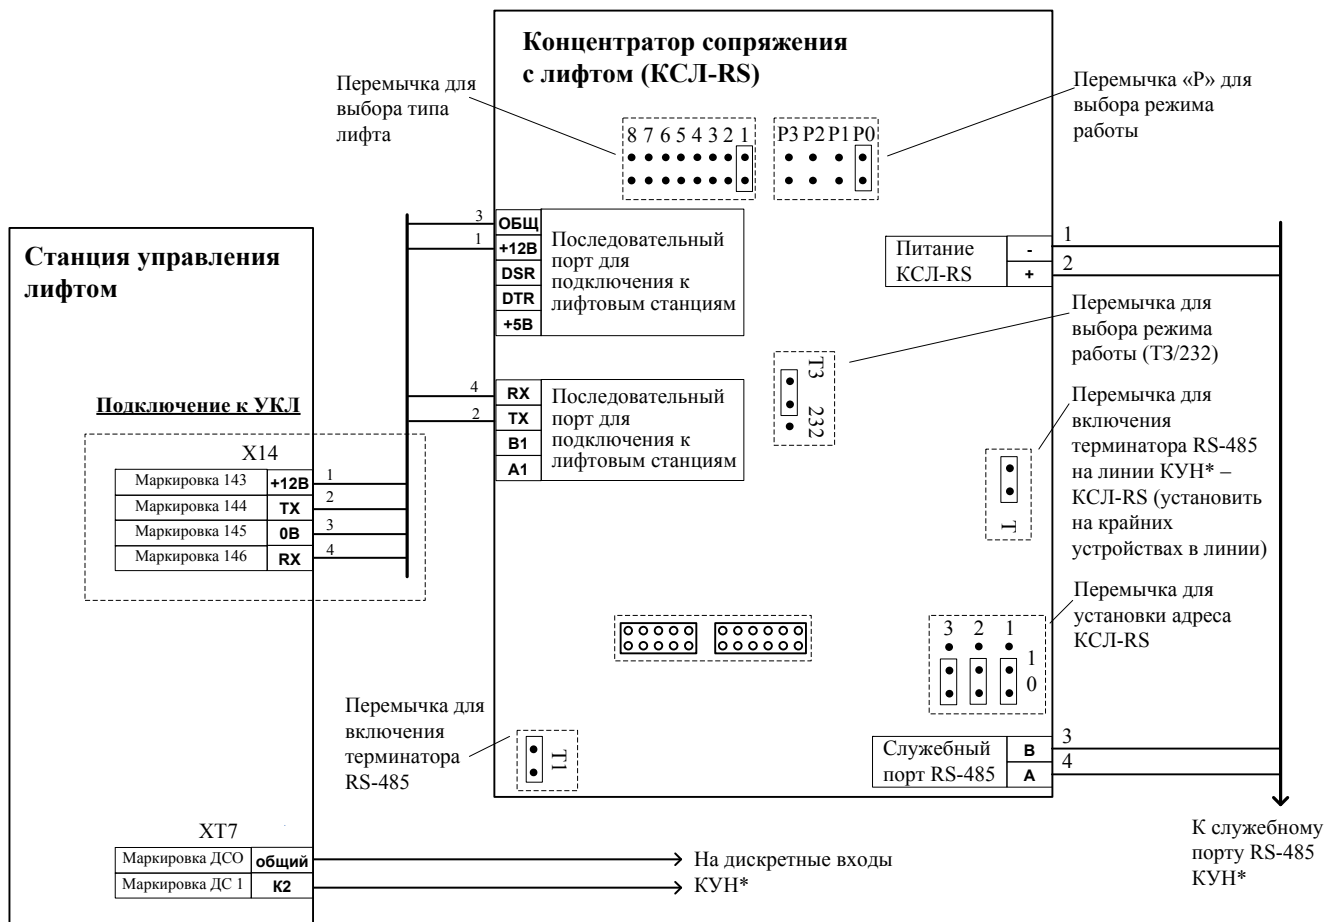 Концентратор сопряжения
с лифтом (КСЛ-RS)
Перемычка для
выбора типа
лифта
8 7 6 5 4 3 2 1
P3 P2 P1 P0
Перемычка «Р» для
выбора режима
работы
Станция управления
лифтом
3
1
ОБЩ
+12В
DSR
DTR
+5В
Последовательный
порт для
подключения к
лифтовым станциям
Питание
КСЛ-RS
-
+
1
2
Перемычка для
выбора режима
работы (ТЗ/232)
ТЗ
232
4
2
RX
TX
B1
A1
Последовательный
порт для
подключения к
лифтовым станциям
Перемычка для
включения
терминатора RS-485
на линии КУН* –
КСЛ-RS (установить
на крайних
устройствах в линии)
Т
Подключение к УКЛ
X14
Маркировка 143 +12В 1
Маркировка 144 TX 2
Маркировка 145 0В 3
Маркировка 146 RX 4
Перемычка для
установки адреса
КСЛ-RS
3 2 1
1
0
Перемычка для
включения
терминатора
RS-485
Т1
Служебный
порт RS-485
B
A
3
4
К служебному
порту RS-485
КУН*
XT7
Маркировка ДСО общий
Маркировка ДС 1 К2
На дискретные входы
КУН*